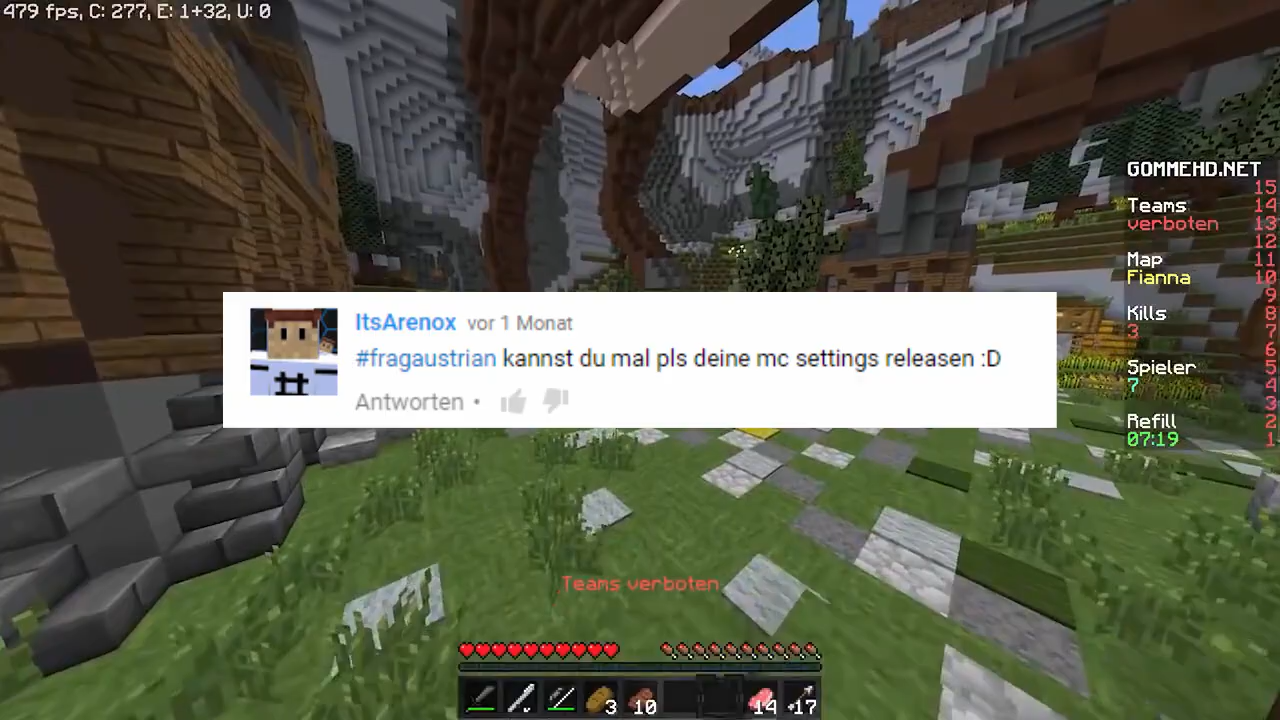 479 fps, C: 277, E: 1+32, U: 0
GOMMEHD.NET
15
Teams 14
verboten 13
12
Map 11
Fianna 10
9
Kills 8
3 7
6
Spieler 5
7 4
3
Refill 2
07:19 1
ItsArenox vor 1 Monat
#fragaustrian kannst du mal pls deine mc settings releasen :D
Antworten •
Teams verboten
3 10 14 17